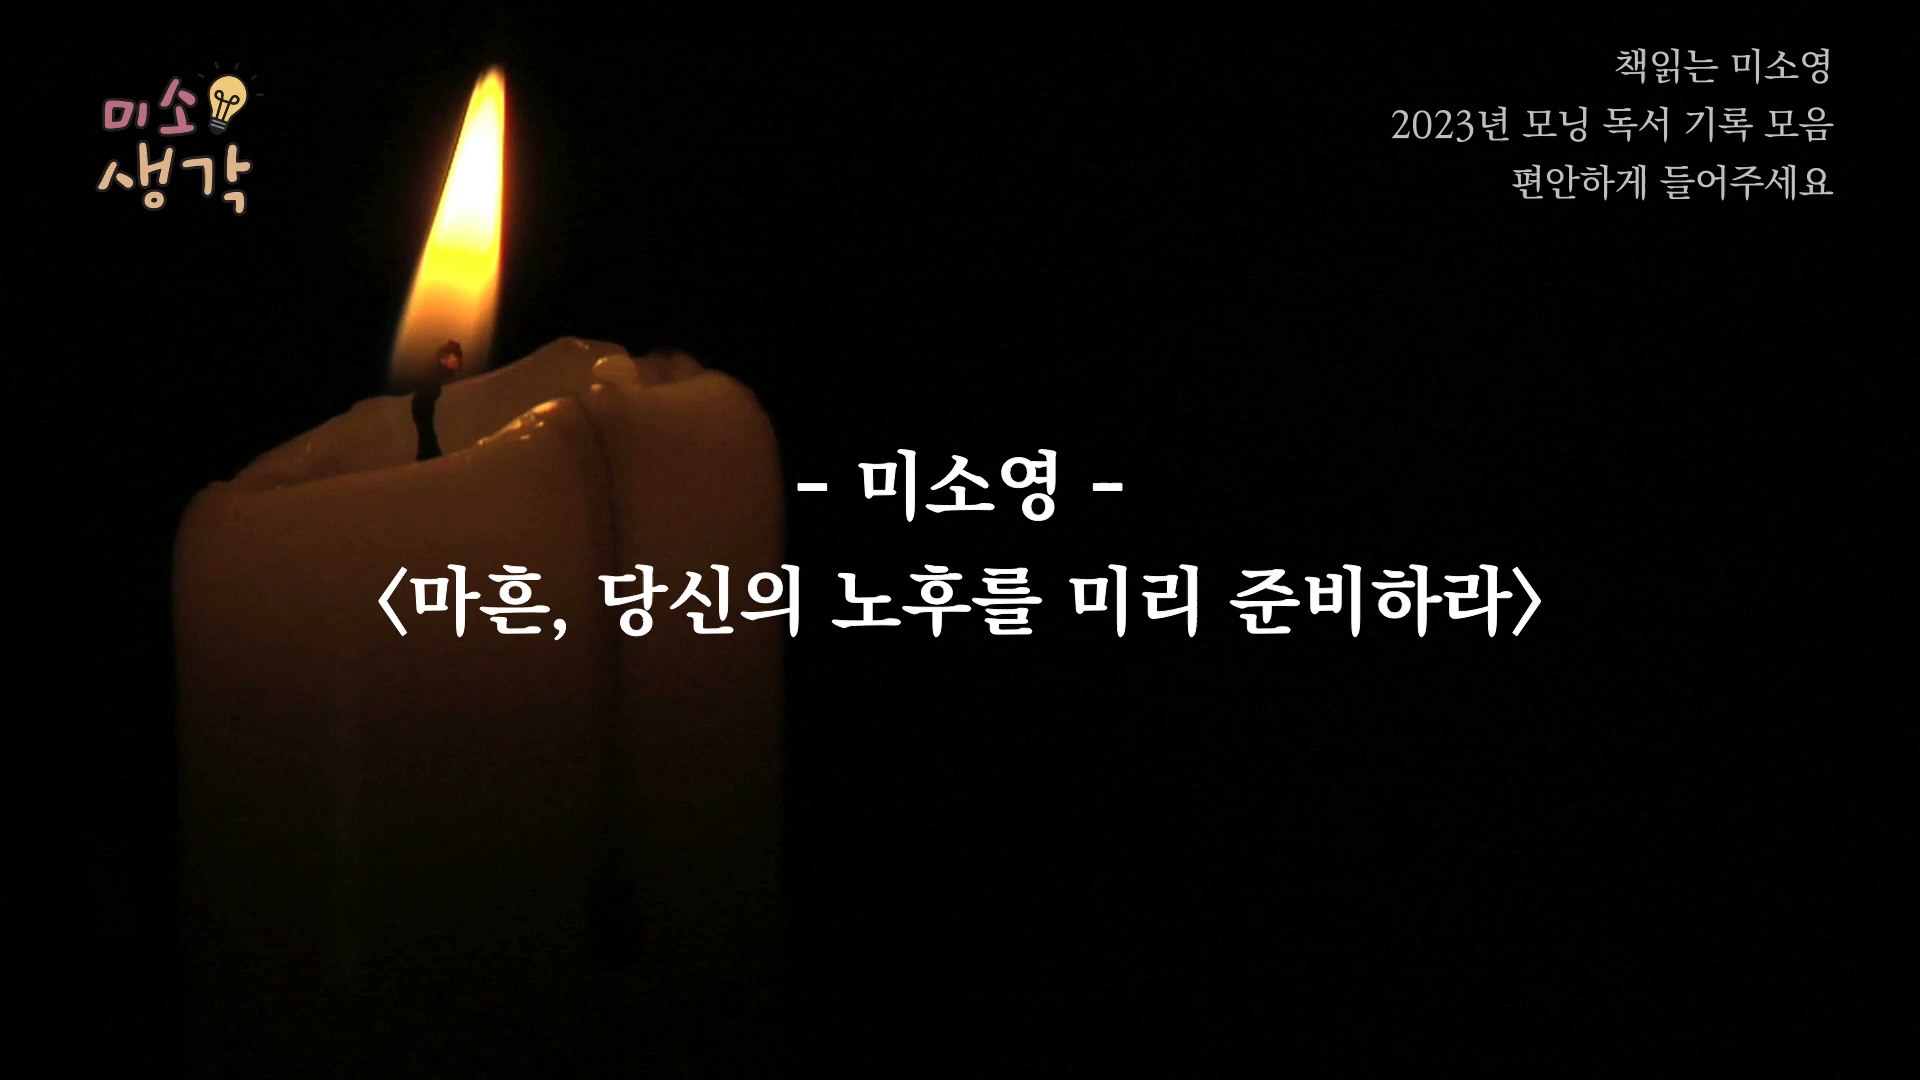 미소
생각
책읽는 미소영
2023년 모닝 독서 기록 모음
편안하게 들어주세요
- 미소영 -
<마흔, 당신의 노후를 미리 준비하라>